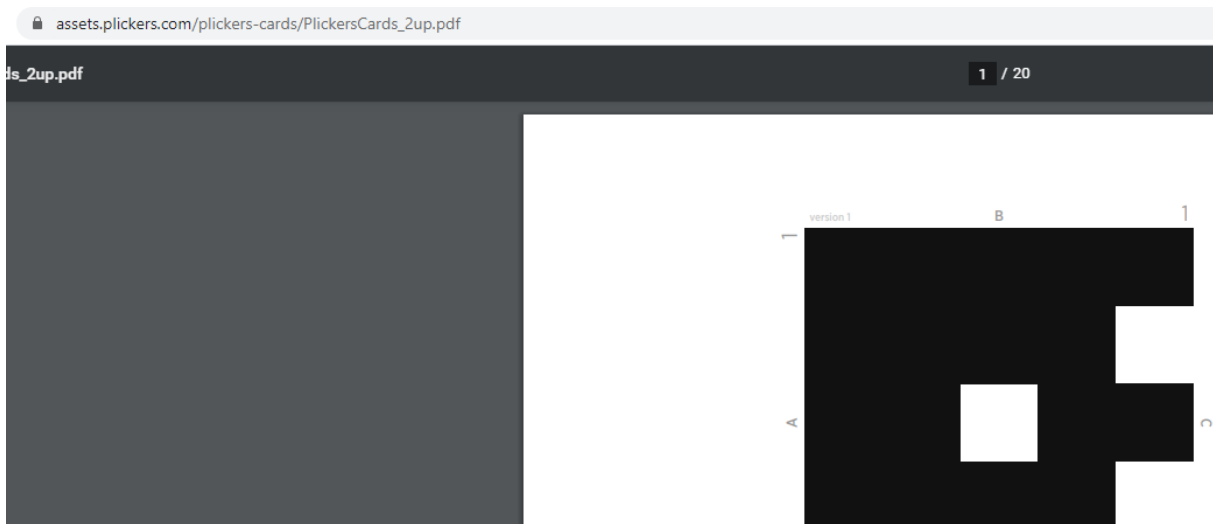 assets.plickers.com/plickers-cards/PlickersCards_2up.pdf
ds_2up.pdf
1 / 20
version 1
B
1
1
A
C